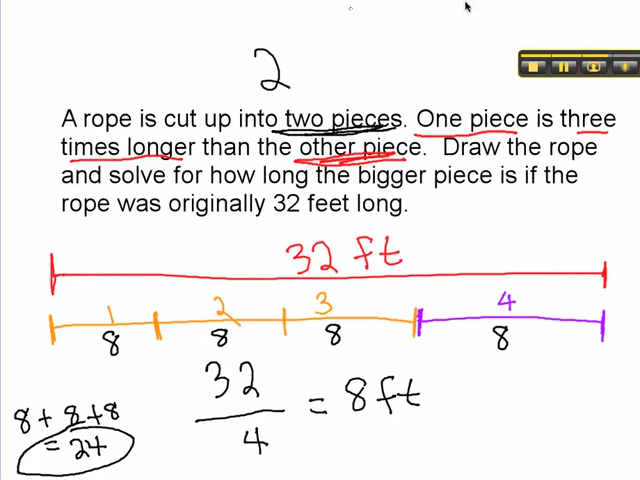 2
A rope is cut up into two pieces. One piece is three
times longer than the other piece. Draw the rope
and solve for how long the bigger piece is if the
rope was originally 32 feet long.
32 ft
1 2 3 4
8 8 8 8
32
4
= 8 ft
8 + 8 + 8
= 24